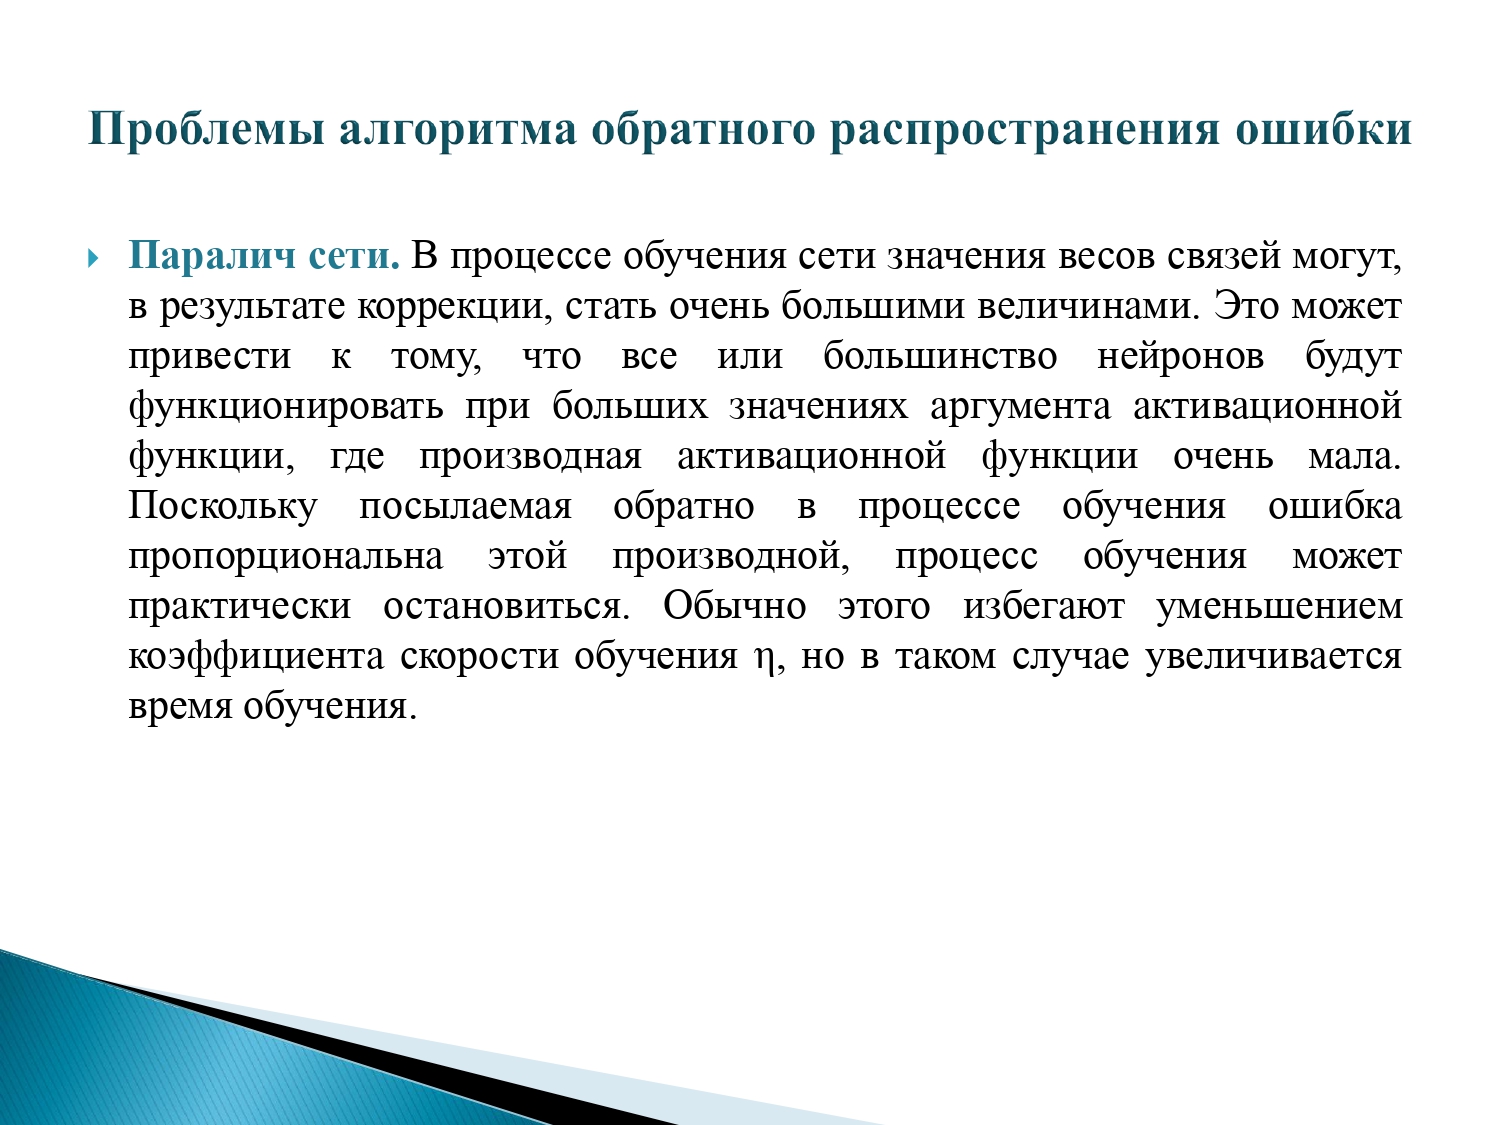 Проблемы алгоритма обратного распространения ошибки
Паралич сети. В процессе обучения сети значения весов связей могут,
в результате коррекции, стать очень большими величинами. Это может
привести к тому, что все или большинство нейронов будут
функционировать при больших значениях аргумента активационной
функции, где производная активационной функции очень мала.
Поскольку посылаемая обратно в процессе обучения ошибка
пропорциональна этой производной, процесс обучения может
практически остановиться. Обычно этого избегают уменьшением
коэффициента скорости обучения η, но в таком случае увеличивается
время обучения.